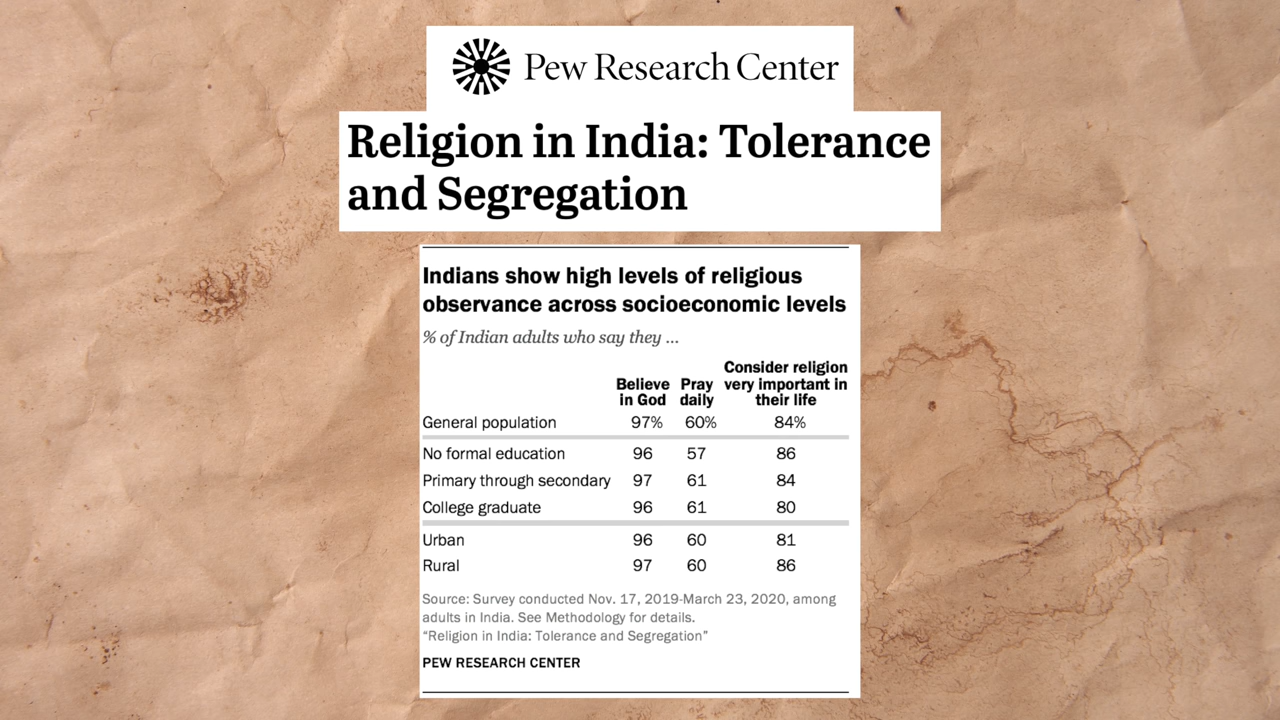 Pew Research Center
Religion in India: Tolerance
and Segregation
Indians show high levels of religious
observance across socioeconomic levels
% of Indian adults who say they ...
Believe in God Pray daily Consider religion very important in their life
General population 97% 60% 84%
No formal education 96 57 86
Primary through secondary 97 61 84
College graduate 96 61 80
Urban 96 60 81
Rural 97 60 86
Source: Survey conducted Nov. 17, 2019-March 23, 2020, among
adults in India. See Methodology for details.
“Religion in India: Tolerance and Segregation”
PEW RESEARCH CENTER